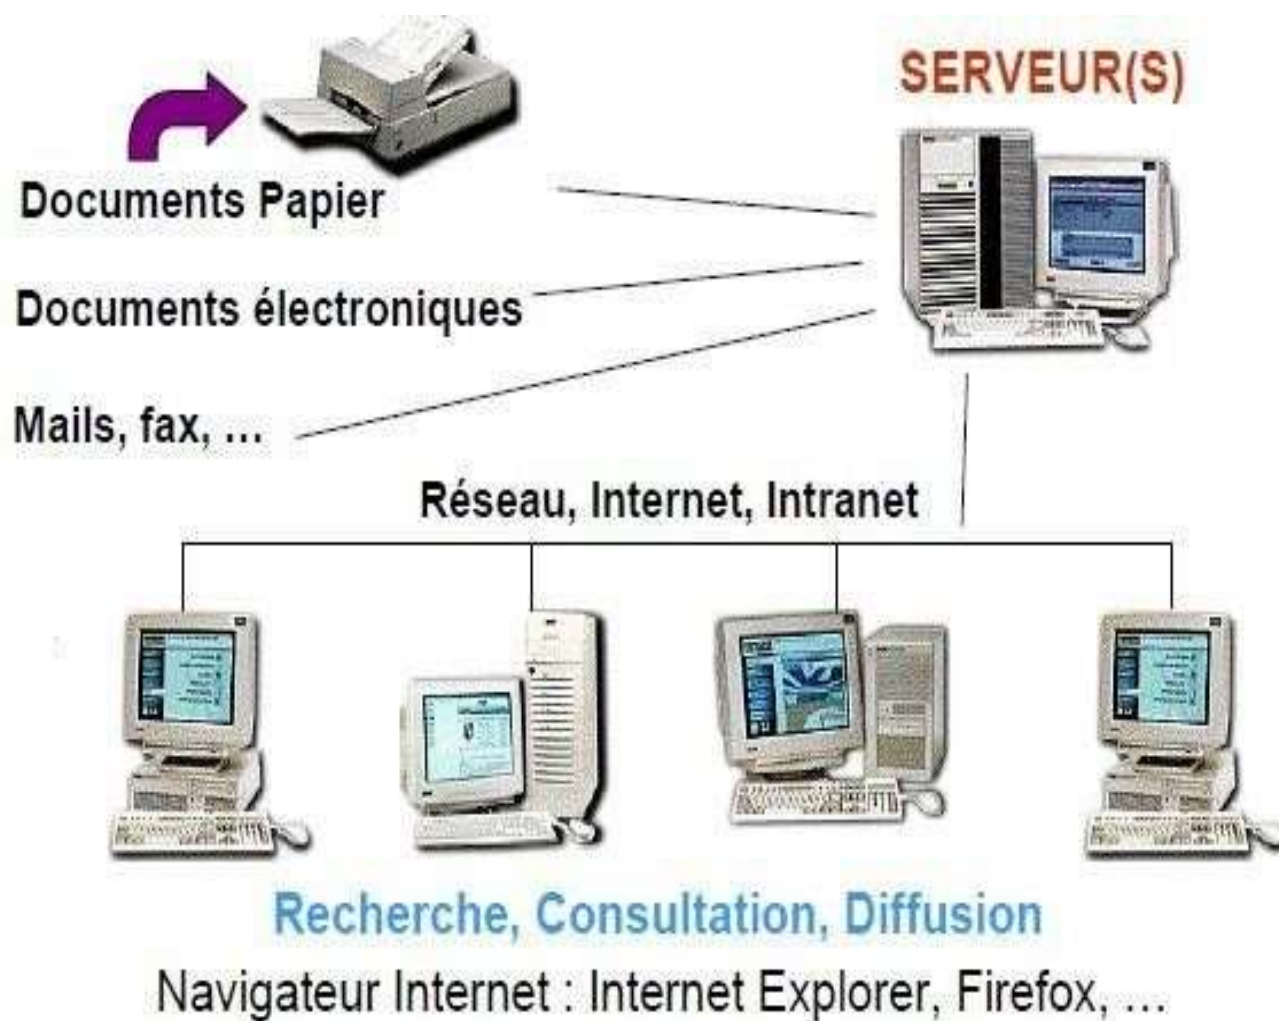 SERVEUR(S)
Documents Papier
Documents électroniques
Mails, fax, ...
Réseau, Internet, Intranet
Recherche, Consultation, Diffusion
Navigateur Internet : Internet Explorer, Firefox, ...